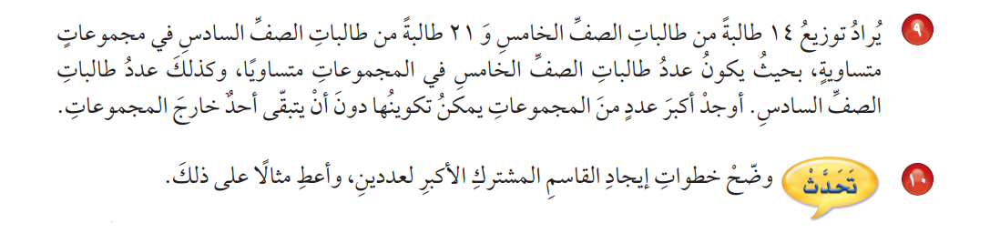 ٩ يُرادُ توزيعُ ١٤ طالبةً من طالباتِ الصفِّ الخامسِ وَ ٢١ طالبةً من طالباتِ الصفِّ السادسِ في مجموعاتٍ
متساويةٍ، بحيثُ يكونُ عددُ طالباتِ الصفِّ الخامسِ في المجموعاتِ متساويًا، وكذلكَ عددُ طالباتِ
الصفِّ السادسِ. أوجدْ أكبرَ عددٍ منَ المجموعاتِ يمكنُ تكوينُها دونَ أنْ يتبقّى أحدٌ خارجَ المجموعاتِ.
١٠ تَحَدَّثْ وضّحْ خطواتِ إيجادِ القاسمِ المشتركِ الأكبرِ لعددينِ، وأعطِ مثالًا على ذلكَ.